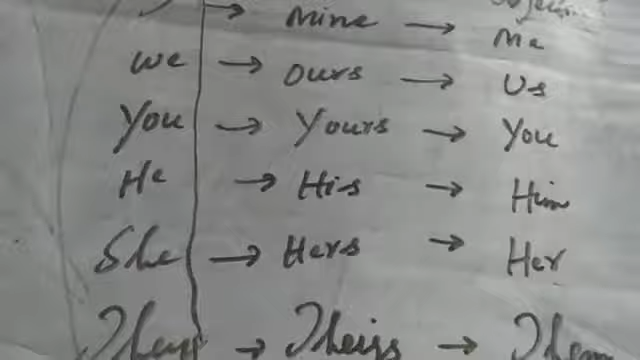 I → mine → Me
we → ours → Us
You → Yours → You
He → His → Him
She → Hers → Her
They → Theirs → Them